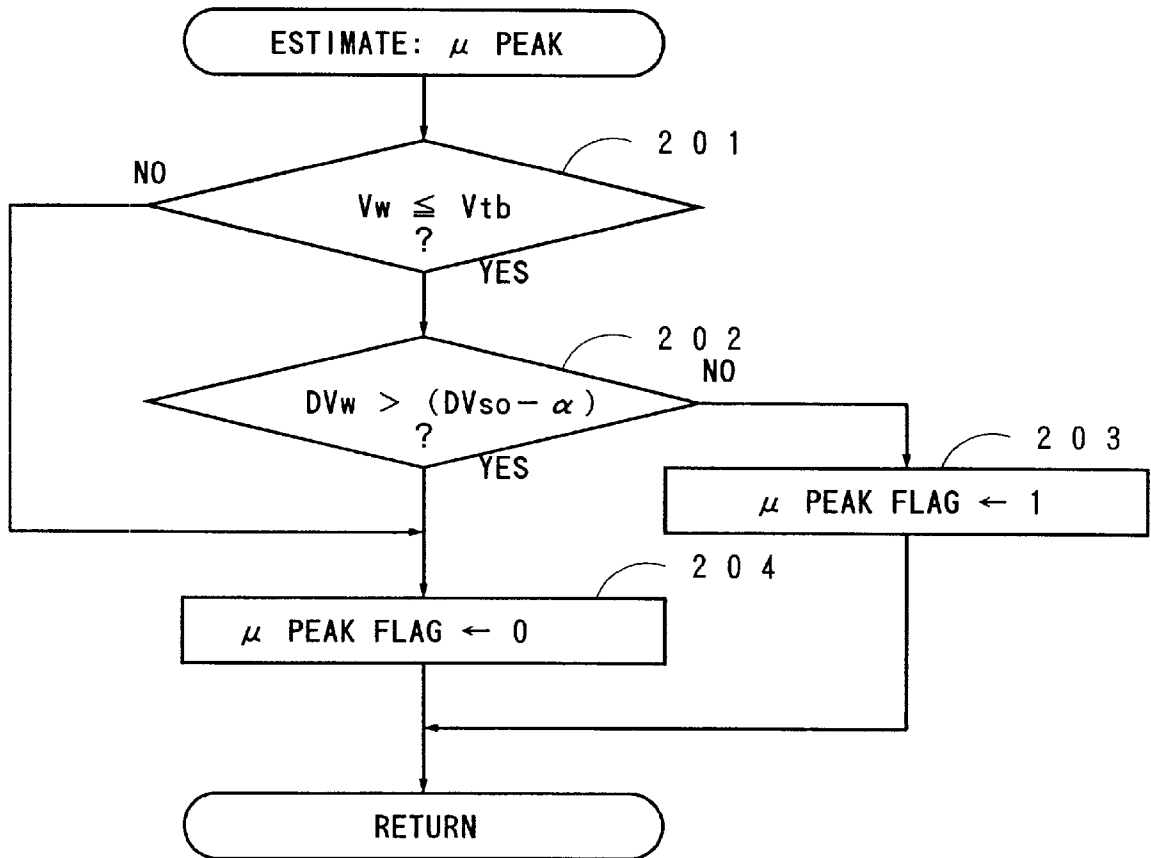 ESTIMATE: μ PEAK
201
NO
Vw ≦ Vtb
?
YES
202
NO
DVw > (DVso－α)
?
YES
203
μ PEAK FLAG ← 1
204
μ PEAK FLAG ← 0
RETURN